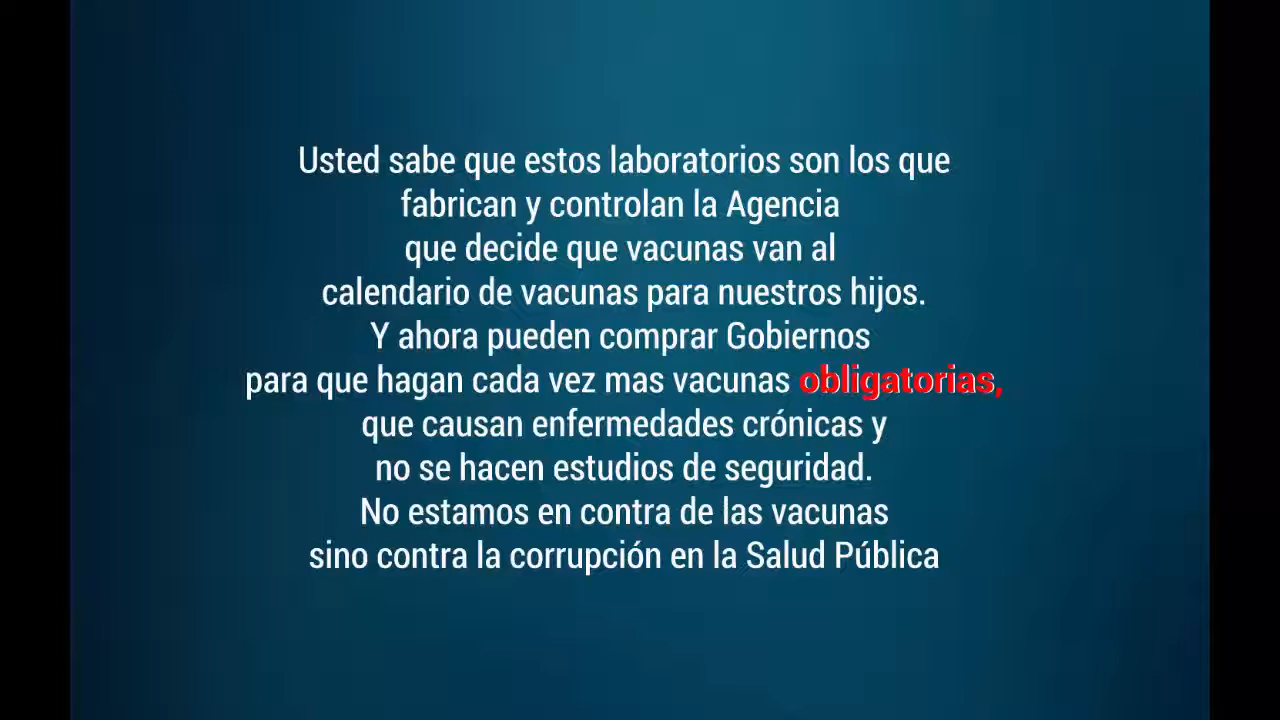 Usted sabe que estos laboratorios son los que
fabrican y controlan la Agencia
que decide que vacunas van al
calendario de vacunas para nuestros hijos.
Y ahora pueden comprar Gobiernos
para que hagan cada vez mas vacunas obligatorias,
que causan enfermedades crónicas y
no se hacen estudios de seguridad.
No estamos en contra de las vacunas
sino contra la corrupción en la Salud Pública